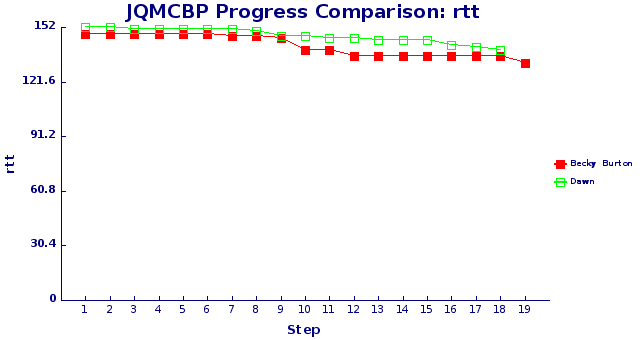 JQMCBP Progress Comparison: rtt
152
121.6
91.2
60.8
30.4
0
rtt
1 2 3 4 5 6 7 8 9 10 11 12 13 14 15 16 17 18 19
Step
Becky Burton
Dawn